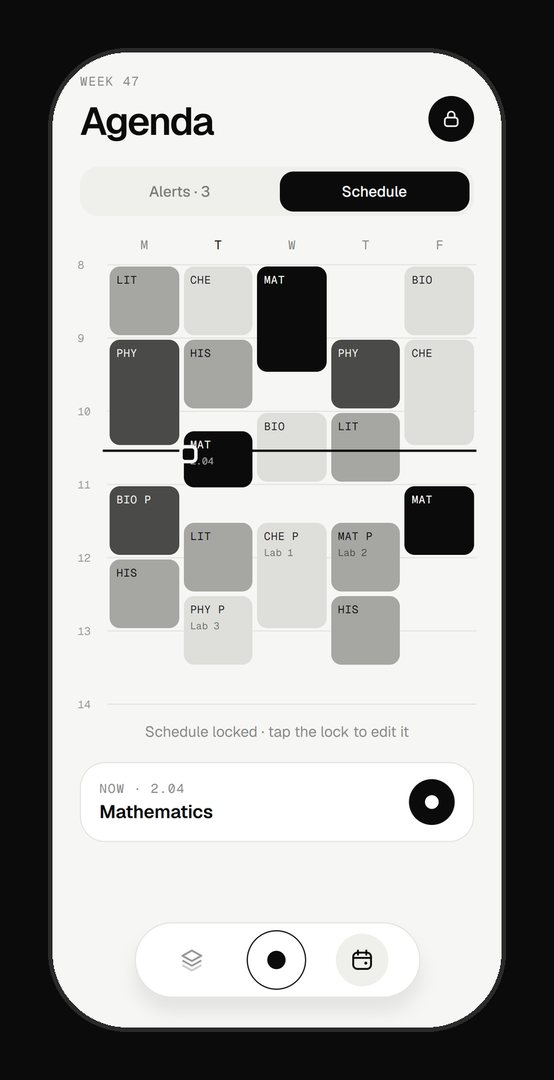 WEEK 47
Agenda
Alerts · 3
Schedule
M T W T F
8
LIT CHE MAT BIO
9
PHY HIS PHY CHE
10
BIO LIT
MAT
2.04
11
BIO P MAT
LIT CHE P MAT P
Lab 1 Lab 2
12
HIS
PHY P HIS
Lab 3
13
14
Schedule locked · tap the lock to edit it
NOW · 2.04
Mathematics